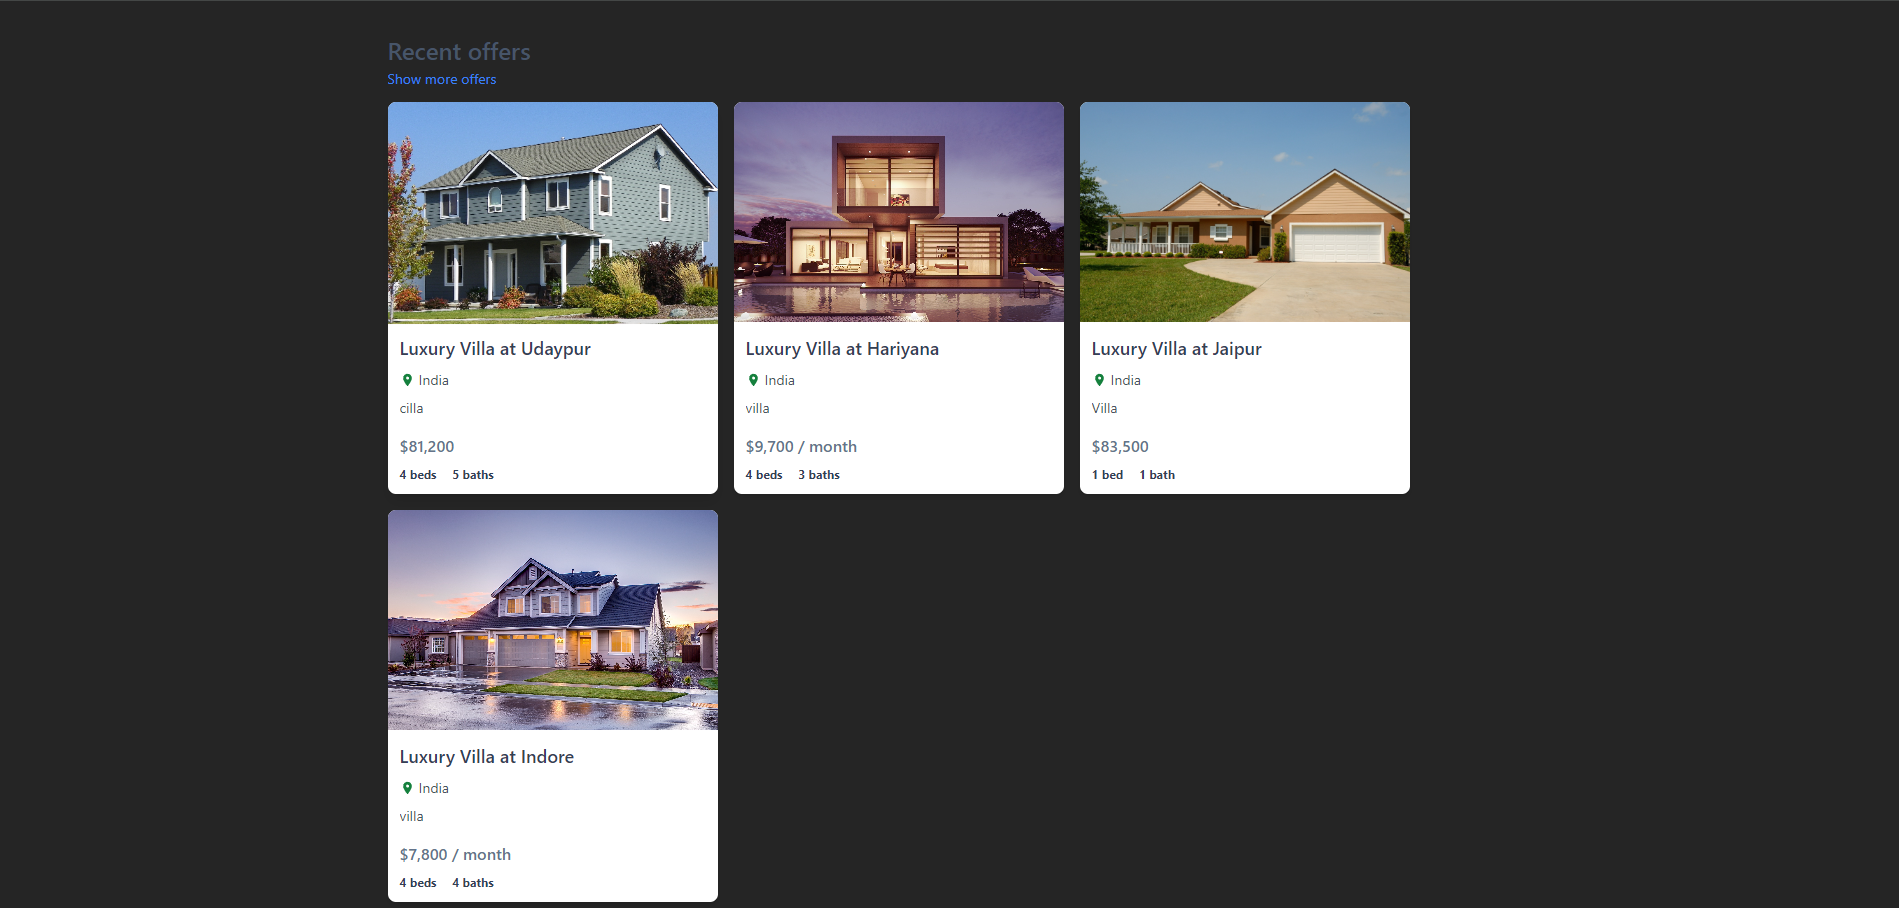 Recent offers
Show more offers
Luxury Villa at Udaypur
India
cilla
$81,200
4 beds 5 baths
Luxury Villa at Hariyana
India
villa
$9,700 / month
4 beds 3 baths
Luxury Villa at Jaipur
India
Villa
$83,500
1 bed 1 bath
Luxury Villa at Indore
India
villa
$7,800 / month
4 beds 4 baths